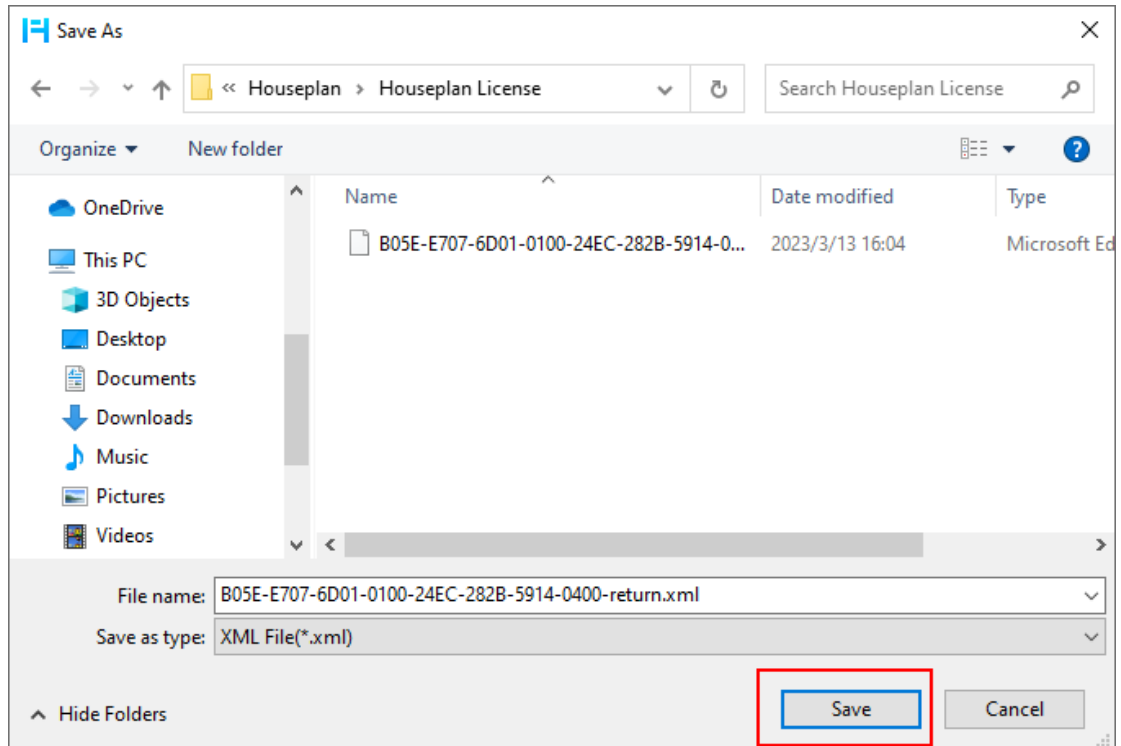 Save As
« Houseplan > Houseplan License
Search Houseplan License
Organize
New folder
?
Name
Date modified
Type
OneDrive
B05E-E707-6D01-0100-24EC-282B-5914-0...
2023/3/13 16:04
Microsoft Ed
This PC
3D Objects
Desktop
Documents
Downloads
Music
Pictures
Videos
File name: B05E-E707-6D01-0100-24EC-282B-5914-0400-return.xml
Save as type: XML File(*.xml)
Hide Folders
Save
Cancel